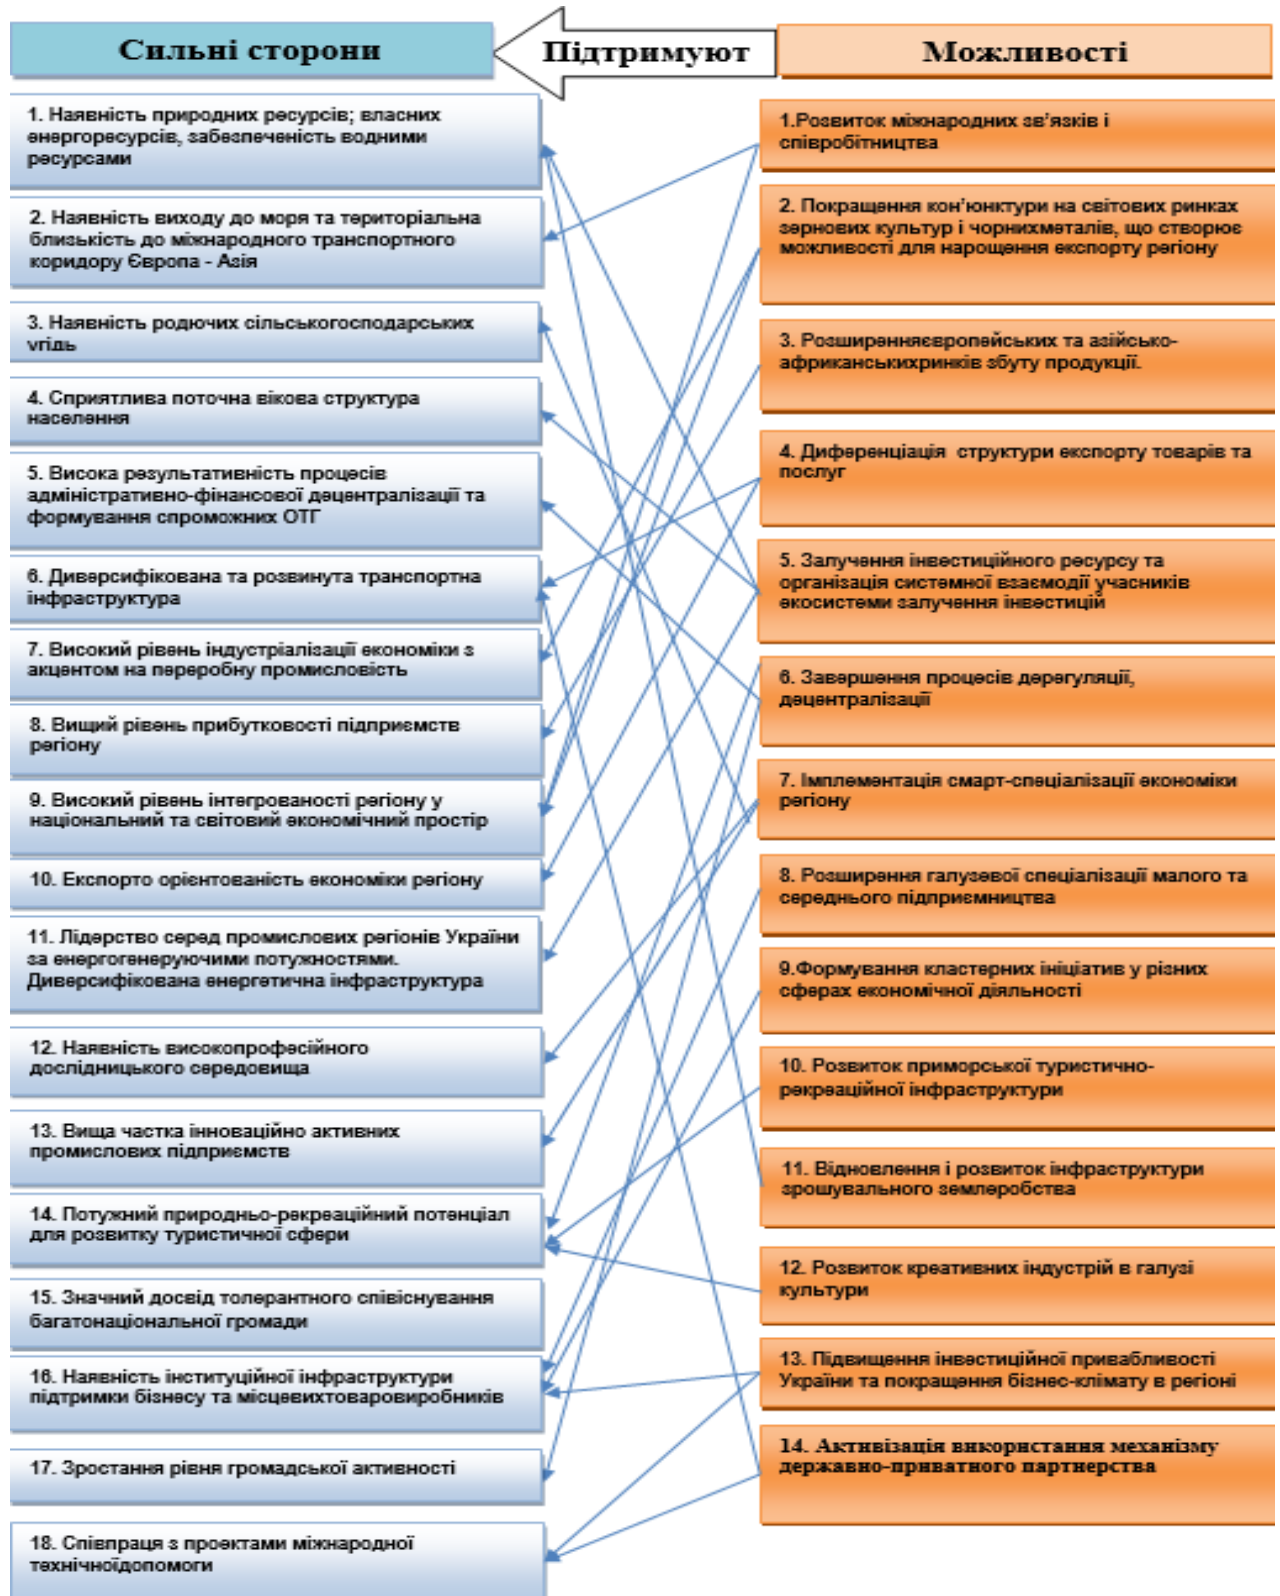 Сильні сторони
Підтримуют
Можливості
1. Наявність природних ресурсів; власних
енергоресурсів, забезпеченість водними
ресурсами
2. Наявність виходу до моря та територіальна
близькість до міжнародного транспортного
коридору Європа - Азія
3. Наявність родючих сільськогосподарських
угідь
4. Сприятлива поточна вікова структура
населення
5. Висока результативність процесів
адміністративно-фінансової децентралізації та
формування спроможних ОТГ
6. Диверсифікована та розвинута транспортна
інфраструктура
7. Високий рівень індустріалізації економіки з
акцентом на переробну промисловість
8. Вищий рівень прибутковості підприємств
регіону
9. Високий рівень інтегрованості регіону у
національний та світовий економічний простір
10. Експорто орієнтованість економіки регіону
11. Лідерство серед промислових регіонів України
за енергогенеруючими потужностями.
Диверсифікована енергетична інфраструктура
12. Наявність високопрофесійного
дослідницького середовища
13. Вища частка інноваційно активних
промислових підприємств
14. Потужний природньо-рекреаційний потенціал
для розвитку туристичної сфери
15. Значний досвід толерантного співіснування
багатонаціональної громади
16. Наявність інституційної інфраструктури
підтримки бізнесу та місцевихтоваровиробників
17. Зростання рівня громадської активності
18. Співпраця з проектами міжнародної
технічноїдопомоги
1.Розвиток міжнародних зв’язків і
співробітництва
2. Покращення кон’юнктури на світових ринках
зернових культур і чорнихметалів, що створює
можливості для нарощення експорту регіону
3. Розширенняєвропейських та азійсько-
африканськихринків збуту продукції.
4. Диференціація структури експорту товарів та
послуг
5. Залучення інвестиційного ресурсу та
організація системної взаємодії учасників
екосистеми залучення інвестицій
6. Завершення процесів дерегуляції,
децентралізації
7. Імплементація смарт-спеціалізації економіки
регіону
8. Розширення галузевої спеціалізації малого та
середнього підприємництва
9.Формування кластерних ініціатив у різних
сферах економічної діяльності
10. Розвиток приморської туристично-
рекреаційної інфраструктури
11. Відновлення і розвиток інфраструктури
зрошувального землеробства
12. Розвиток креативних індустрій в галузі
культури
13. Підвищення інвестиційної привабливості
України та покращення бізнес-клімату в регіоні
14. Активізація використання механізму
державно-приватного партнерства